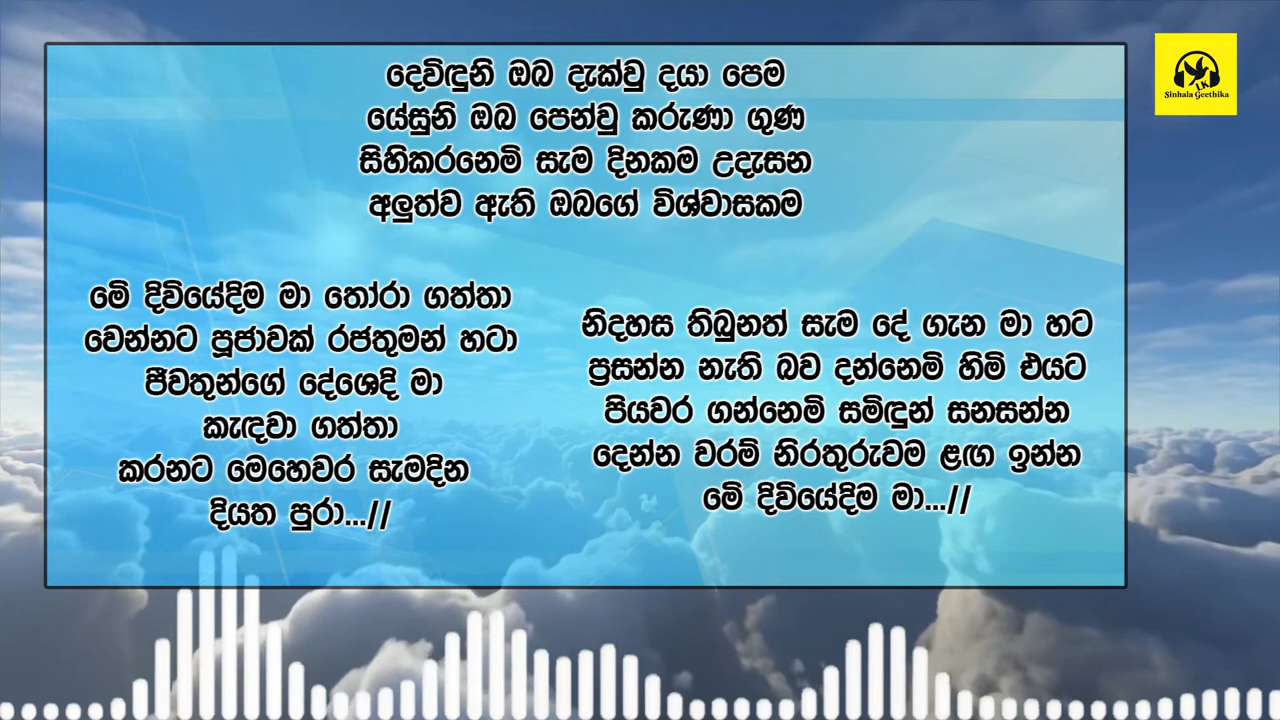 දෙවිඳුනි ඔබ දැක්වු දයා පෙම
යේසුනි ඔබ පෙන්වු කරුණා ගුණ
සිහිකරනෙමි සැම දිනකම උදැසන
අලුත්ව ඇති ඔබගේ විශ්වාසකම
මෙි දිවියේදිම මා තෝරා ගත්තා
වෙන්නට පූජාවක් රජතුමන් හටා
ජීවතුන්ගේ දේශෙදි මා
කැඳවා ගත්තා
කරනට මෙහෙවර සැමදින
දියත පුරා...//
නිදහස තිබුනත් සැම දේ ගැන මා හට
ප්‍රසන්න නැති බව දන්නෙමි හිමි එයට
පියවර ගන්නෙමි සමිඳුන් සනසන්න
දෙන්න වරම් නිරතුරුවම ළඟ ඉන්න
මෙි දිවියේදිම මා...//
LK
Sinhala Geethika